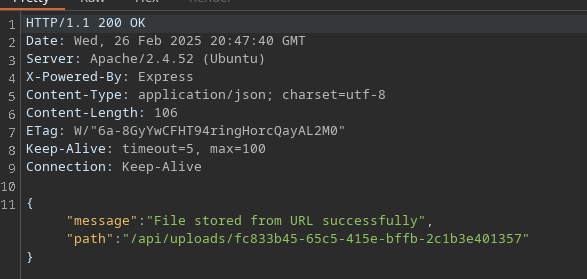 Pretty Raw Hex Render
1 HTTP/1.1 200 OK
2 Date: Wed, 26 Feb 2025 20:47:40 GMT
3 Server: Apache/2.4.52 (Ubuntu)
4 X-Powered-By: Express
5 Content-Type: application/json; charset=utf-8
6 Content-Length: 106
7 ETag: W/"6a-8GyYwCFHT94ringHorcQayAL2M0"
8 Keep-Alive: timeout=5, max=100
9 Connection: Keep-Alive
10
11 {
"message":"File stored from URL successfully",
"path":"/api/uploads/fc833b45-65c5-415e-bffb-2c1b3e401357"
}